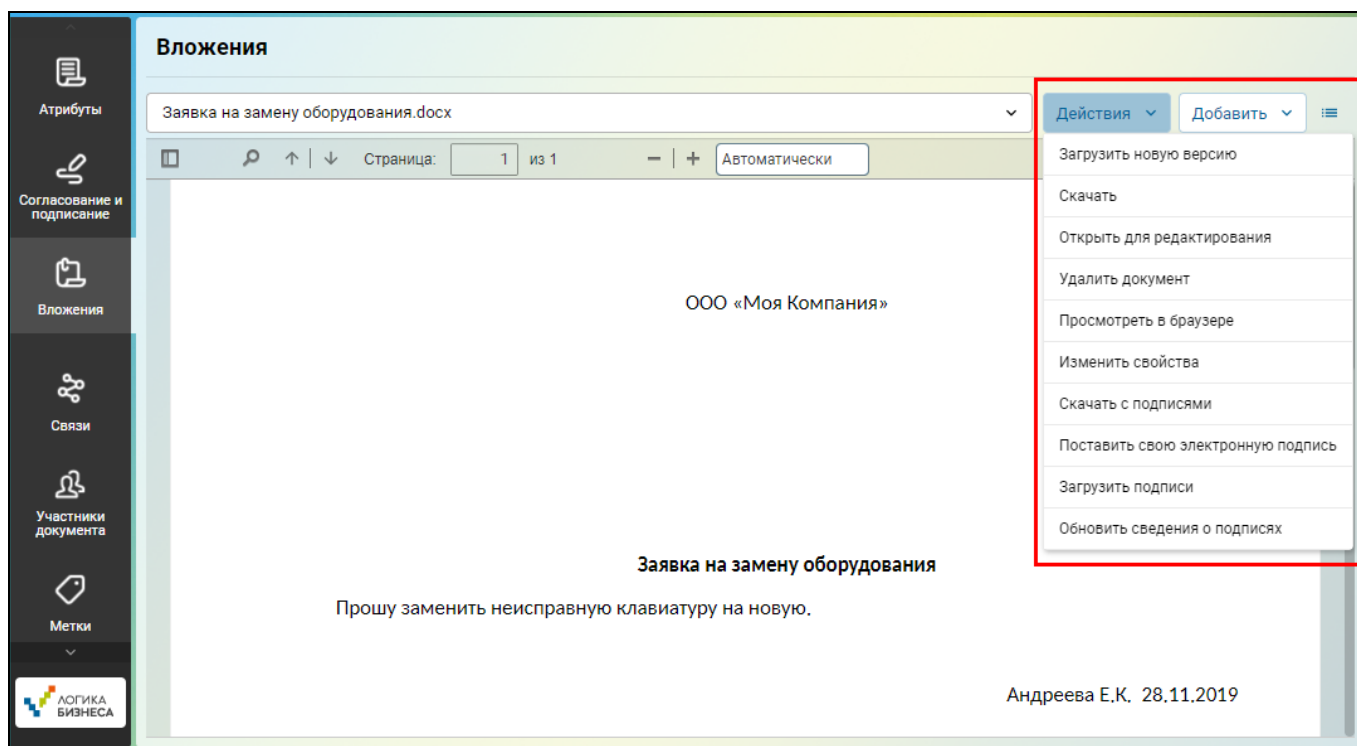 Вложения
Атрибуты
Согласование и
подписание
Вложения
Связи
Участники
документа
Метки
ЛОГИКА
БИЗНЕСА
Заявка на замену оборудования.docx
Действия
Добавить
Страница: 1 из 1
Автоматически
Загрузить новую версию
Скачать
Открыть для редактирования
Удалить документ
Просмотреть в браузере
Изменить свойства
Скачать с подписями
Поставить свою электронную подпись
Загрузить подписи
Обновить сведения о подписях
ООО «Моя Компания»
Заявка на замену оборудования
Прошу заменить неисправную клавиатуру на новую.
Андреева Е.К. 28.11.2019